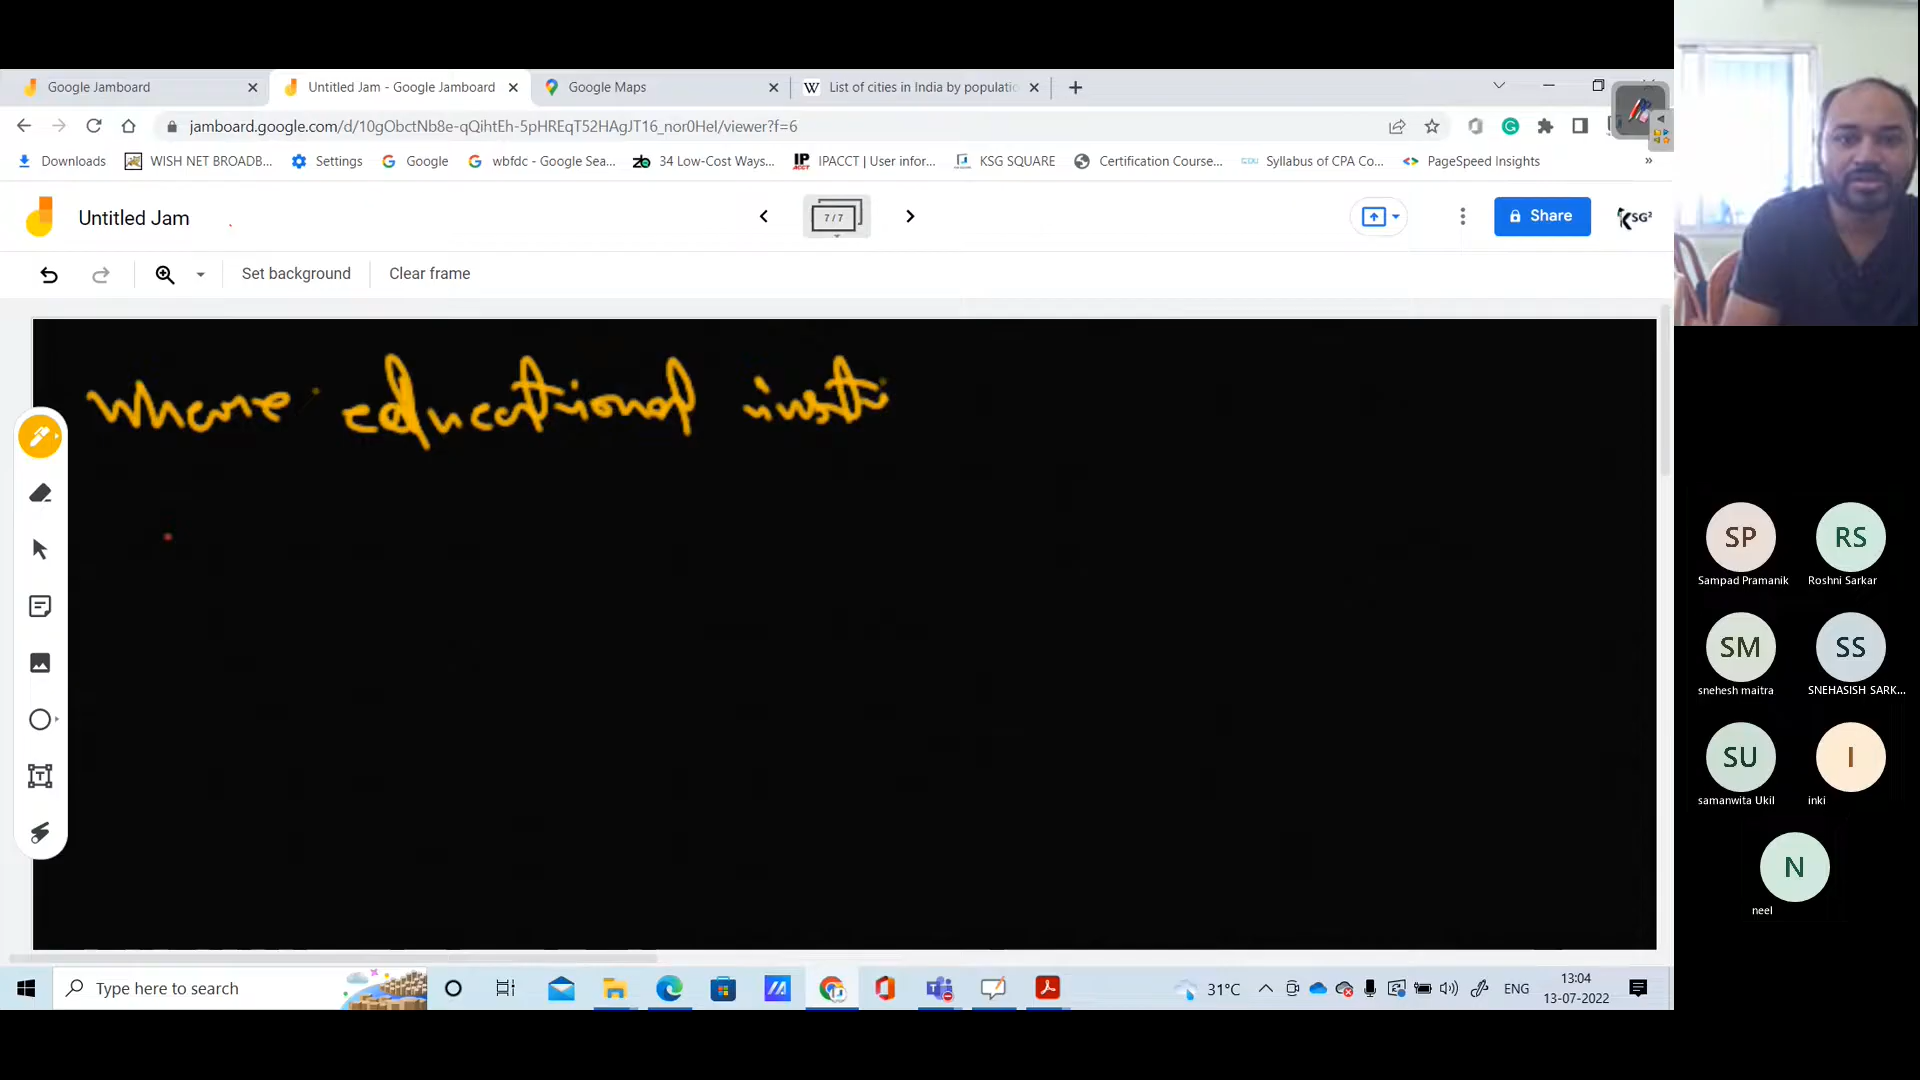 Google Jamboard
Untitled Jam - Google Jamboard
Google Maps
List of cities in India by populatio
jamboard.google.com/d/10gObctNb8e-qQihtEh-5pHREqT52HAgJT16_nor0HeI/viewer?f=6
Downloads
WISH NET BROADB...
Settings
Google
wbfdc - Google Sea...
34 Low-Cost Ways...
IPACCT | User infor...
KSG SQUARE
Certification Course...
Syllabus of CPA Co...
PageSpeed Insights
»
Untitled Jam
7 / 7
Share
KSG²
Set background
Clear frame
Where educational insti
SP
Sampad Pramanik
RS
Roshni Sarkar
SM
snehesh maitra
SS
SNEHASISH SARK...
SU
samanwita Ukil
I
inki
N
neel
Type here to search
31°C
ENG
13:04
13-07-2022